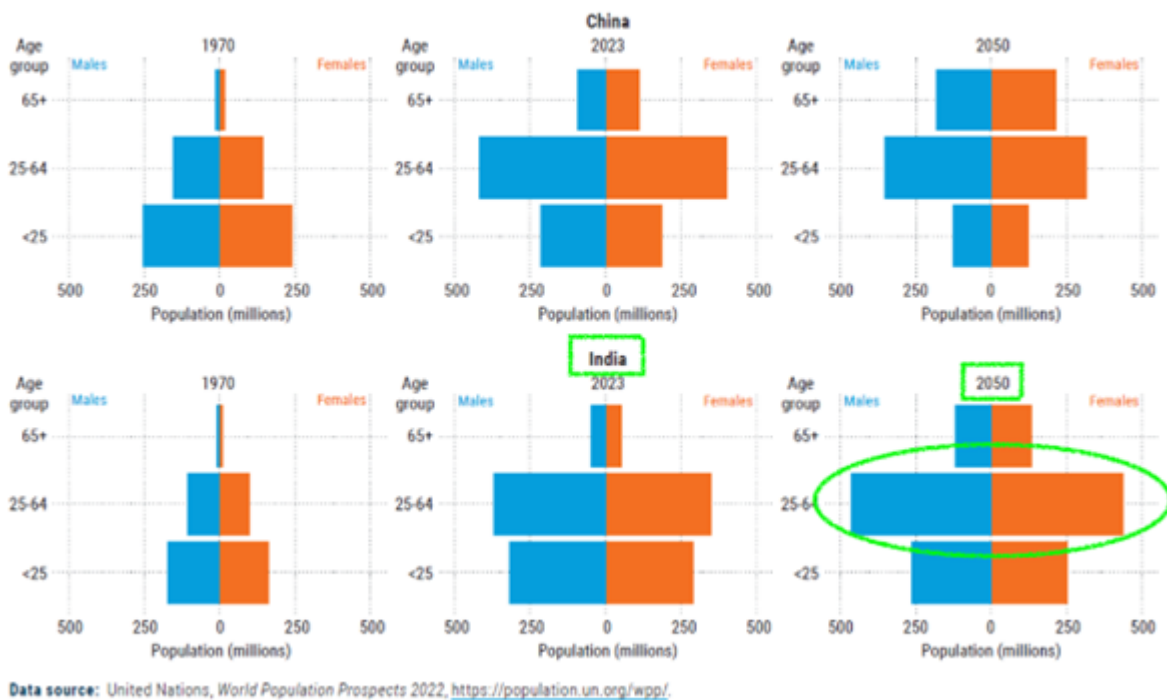 China
Age group 1970 Males Females
65+
25-64
<25
500 250 0 250 500
Population (millions)
Age group 2023 Males Females
65+
25-64
<25
500 250 0 250 500
Population (millions)
Age group 2050 Males Females
65+
25-64
<25
500 250 0 250 500
Population (millions)
India
Age group 1970 Males Females
65+
25-64
<25
500 250 0 250 500
Population (millions)
Age group 2023 Males Females
65+
25-64
<25
500 250 0 250 500
Population (millions)
Age group 2050 Males Females
65+
25-64
<25
500 250 0 250 500
Population (millions)
Data source: United Nations, World Population Prospects 2022, https://population.un.org/wpp/.